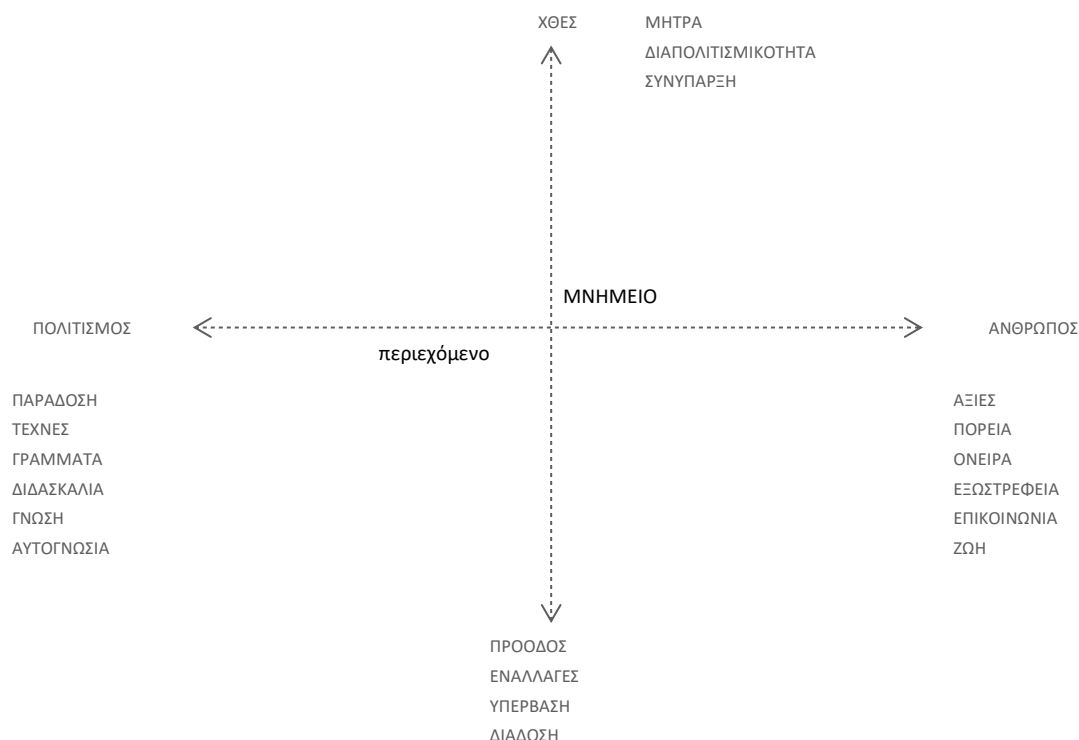 ΧΘΕΣ
ΜΗΤΡΑ
ΔΙΑΠΟΛΙΤΙΣΜΙΚΟΤΗΤΑ
ΣΥΝΥΠΑΡΞΗ
ΜΝΗΜΕΙΟ
ΠΟΛΙΤΙΣΜΟΣ
ΑΝΘΡΩΠΟΣ
περιεχόμενο
ΠΑΡΑΔΟΣΗ
ΤΕΧΝΕΣ
ΓΡΑΜΜΑΤΑ
ΔΙΔΑΣΚΑΛΙΑ
ΓΝΩΣΗ
ΑΥΤΟΓΝΩΣΙΑ
ΑΞΙΕΣ
ΠΟΡΕΙΑ
ΟΝΕΙΡΑ
ΕΞΩΣΤΡΕΦΕΙΑ
ΕΠΙΚΟΙΝΩΝΙΑ
ΖΩΗ
ΠΡΟΟΔΟΣ
ΕΝΑΛΛΑΓΕΣ
ΥΠΕΡΒΑΣΗ
ΔΙΑΔΟΣΗ